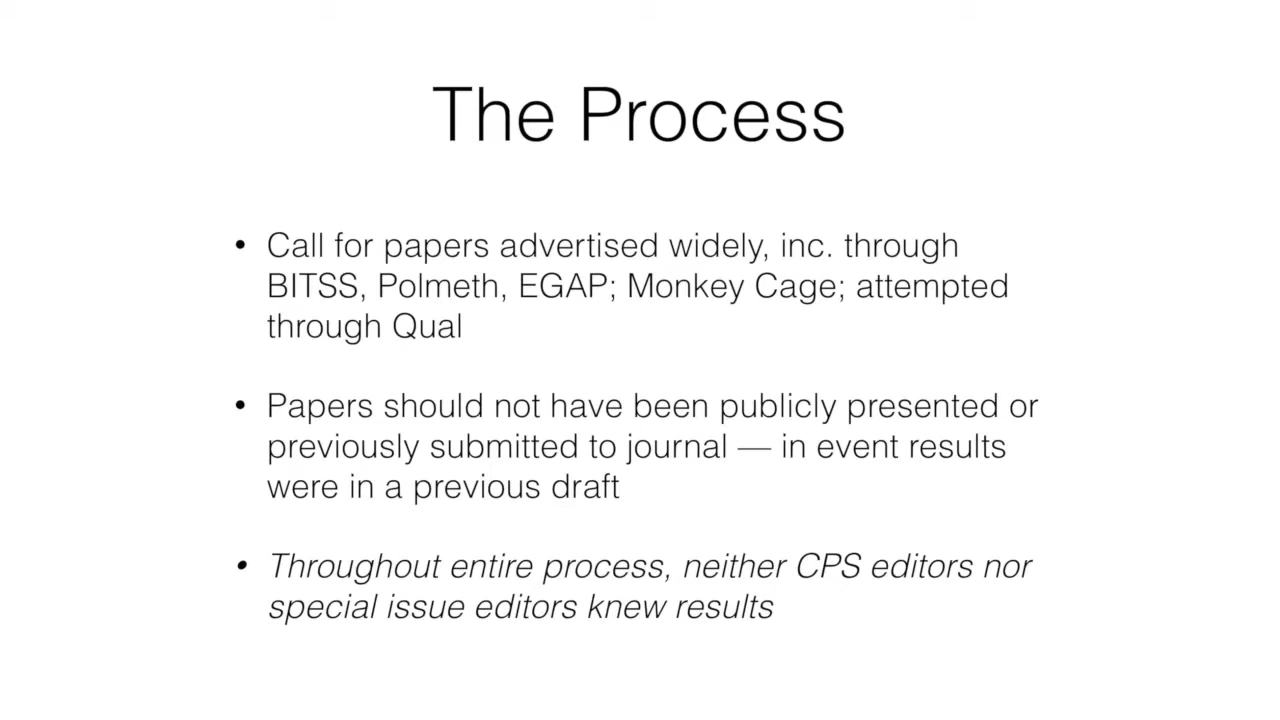 The Process
• Call for papers advertised widely, inc. through
BITSS, Polmeth, EGAP; Monkey Cage; attempted
through Qual
• Papers should not have been publicly presented or
previously submitted to journal — in event results
were in a previous draft
• Throughout entire process, neither CPS editors nor
special issue editors knew results